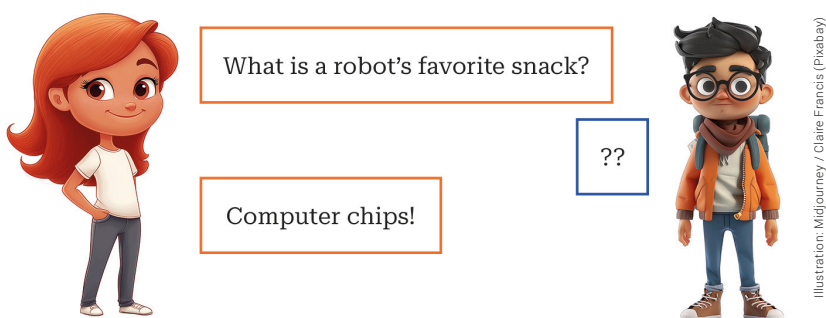 What is a robot’s favorite snack?
??
Computer chips!
Illustration: Midjourney / Claire Francis (Pixabay)